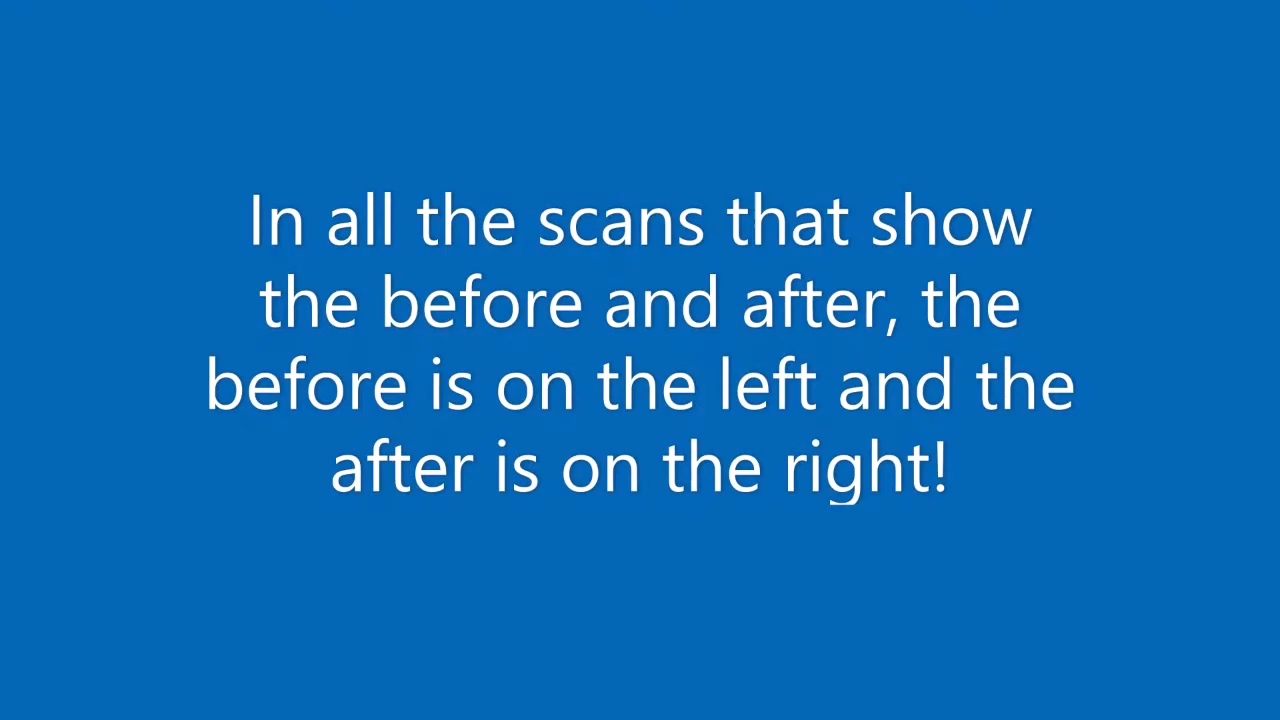 In all the scans that show
the before and after, the
before is on the left and the
after is on the right!